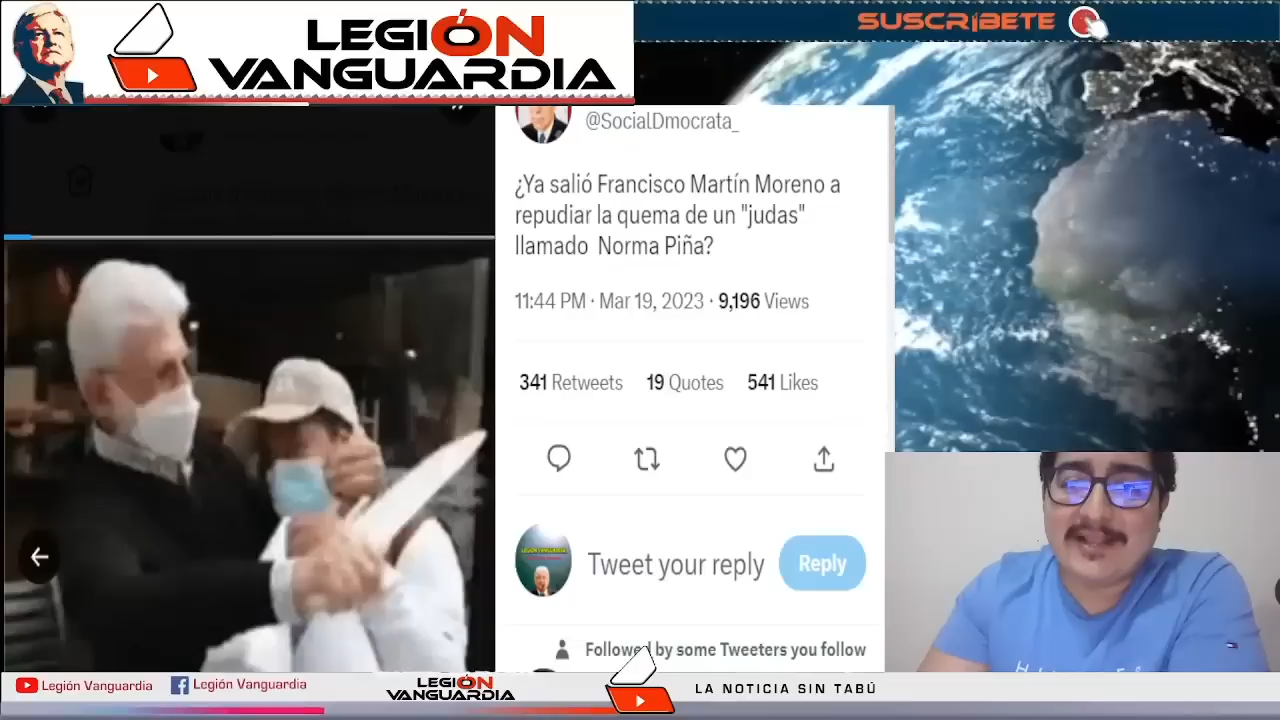 LEGIÓN
VANGUARDIA
SUSCRÍBETE
@SocialDmocrata_
¿Ya salió Francisco Martín Moreno a
repudiar la quema de un "judas"
llamado Norma Piña?
11:44 PM · Mar 19, 2023 · 9,196 Views
341 Retweets 19 Quotes 541 Likes
Tweet your reply
Reply
Followed by some Tweeters you follow
Legión Vanguardia
Legión Vanguardia
LEGIÓN
VANGUARDIA
LA NOTICIA SIN TABÚ